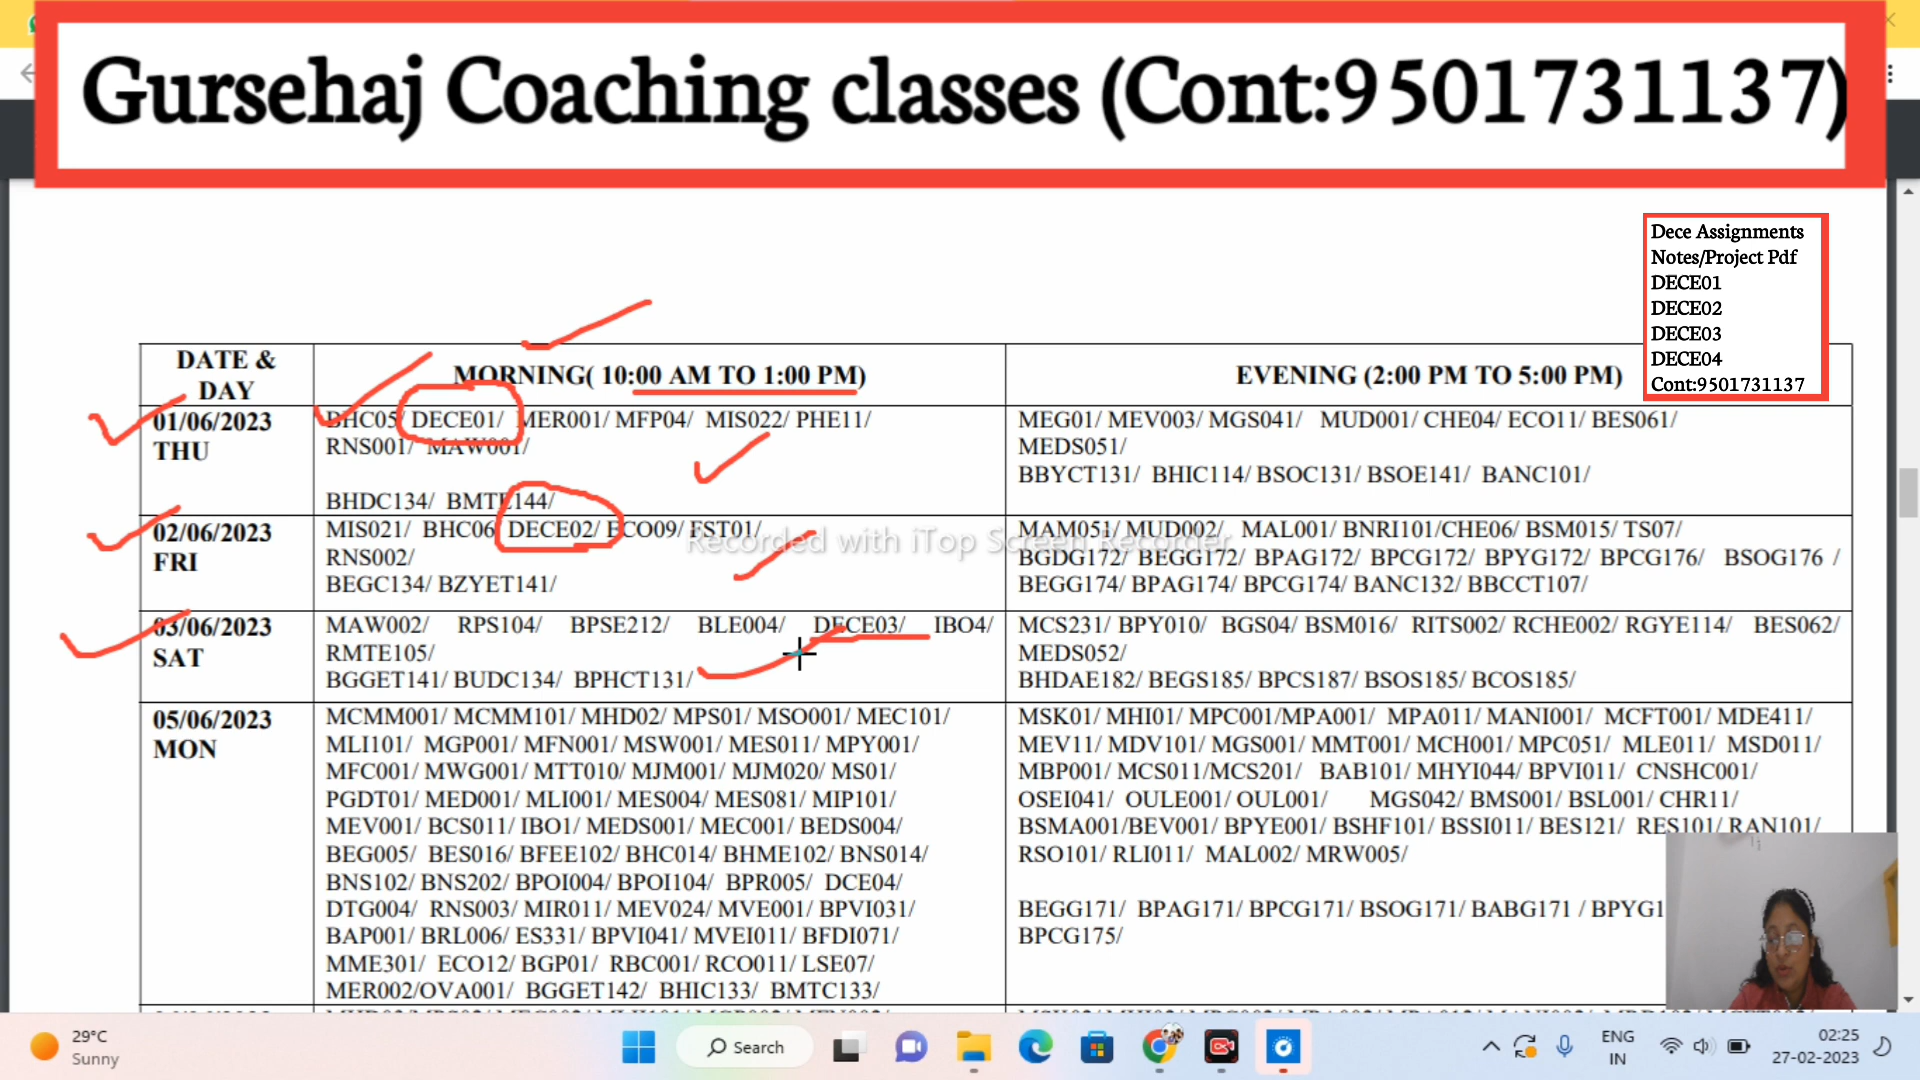 Gursehaj Coaching classes (Cont:9501731137)
Dece Assignments
Notes/Project Pdf
DECE01
DECE02
DECE03
DECE04
Cont:9501731137
DATE & DAY
MORNING( 10:00 AM TO 1:00 PM)
EVENING (2:00 PM TO 5:00 PM)
01/06/2023
THU
BHC05/ DECE01/ MER001/ MFP04/ MIS022/ PHE11/
RNS001/ MAW001/
BHDC134/ BMTE144/
MEG01/ MEV003/ MGS041/ MUD001/ CHE04/ ECO11/ BES061/
MEDS051/
BBYCT131/ BHIC114/ BSOC131/ BSOE141/ BANC101/
02/06/2023
FRI
MIS021/ BHC06/ DECE02/ ECO09/ FST01/
RNS002/
BEGC134/ BZYET141/
MAM051/ MUD002/ MAL001/ BNRI101/CHE06/ BSM015/ TS07/
BGDG172/ BEGG172/ BPAG172/ BPCG172/ BPYG172/ BPCG176/ BSOG176 /
BEGG174/ BPAG174/ BPCG174/ BANC132/ BBCCT107/
Recorded with iTop Screen Recorder
03/06/2023
SAT
MAW002/ RPS104/ BPSE212/ BLE004/ DECE03/ IBO4/
RMTE105/
BGGET141/ BUDC134/ BPHCT131/
MCS231/ BPY010/ BGS04/ BSM016/ RITS002/ RCHE002/ RGYE114/ BES062/
MEDS052/
BHDAE182/ BEGS185/ BPCS187/ BSOS185/ BCOS185/
05/06/2023
MON
MCMM001/ MCMM101/ MHD02/ MPS01/ MSO001/ MEC101/
MLI101/ MGP001/ MFN001/ MSW001/ MES011/ MPY001/
MFC001/ MWG001/ MTT010/ MJM001/ MJM020/ MS01/
PGDT01/ MED001/ MLI001/ MES004/ MES081/ MIP101/
MEV001/ BCS011/ IBO1/ MEDS001/ MEC001/ BEDS004/
BEG005/ BES016/ BFEE102/ BHC014/ BHME102/ BNS014/
BNS102/ BNS202/ BPOI004/ BPOI104/ BPR005/ DCE04/
DTG004/ RNS003/ MIR011/ MEV024/ MVE001/ BPVI031/
BAP001/ BRL006/ ES331/ BPVI041/ MVEI011/ BFDI071/
MME301/ ECO12/ BGP01/ RBC001/ RCO011/ LSE07/
MER002/OVA001/ BGGET142/ BHIC133/ BMTC133/
MSK01/ MHI01/ MPC001/MPA001/ MPA011/ MANI001/ MCFT001/ MDE411/
MEV11/ MDV101/ MGS001/ MMT001/ MCH001/ MPC051/ MLE011/ MSD011/
MBP001/ MCS011/MCS201/ BAB101/ MHYI044/ BPVI011/ CNSHC001/
OSEI041/ OULE001/ OUL001/ MGS042/ BMS001/ BSL001/ CHR11/
BSMA001/BEV001/ BPYE001/ BSHF101/ BSSI011/ BES121/ RES101/ RAN101/
RSO101/ RLI011/ MAL002/ MRW005/
BEGG171/ BPAG171/ BPCG171/ BSOG171/ BABG171 / BPYG1
BPCG175/
29°C
Sunny
Search
ENG
IN
02:25
27-02-2023